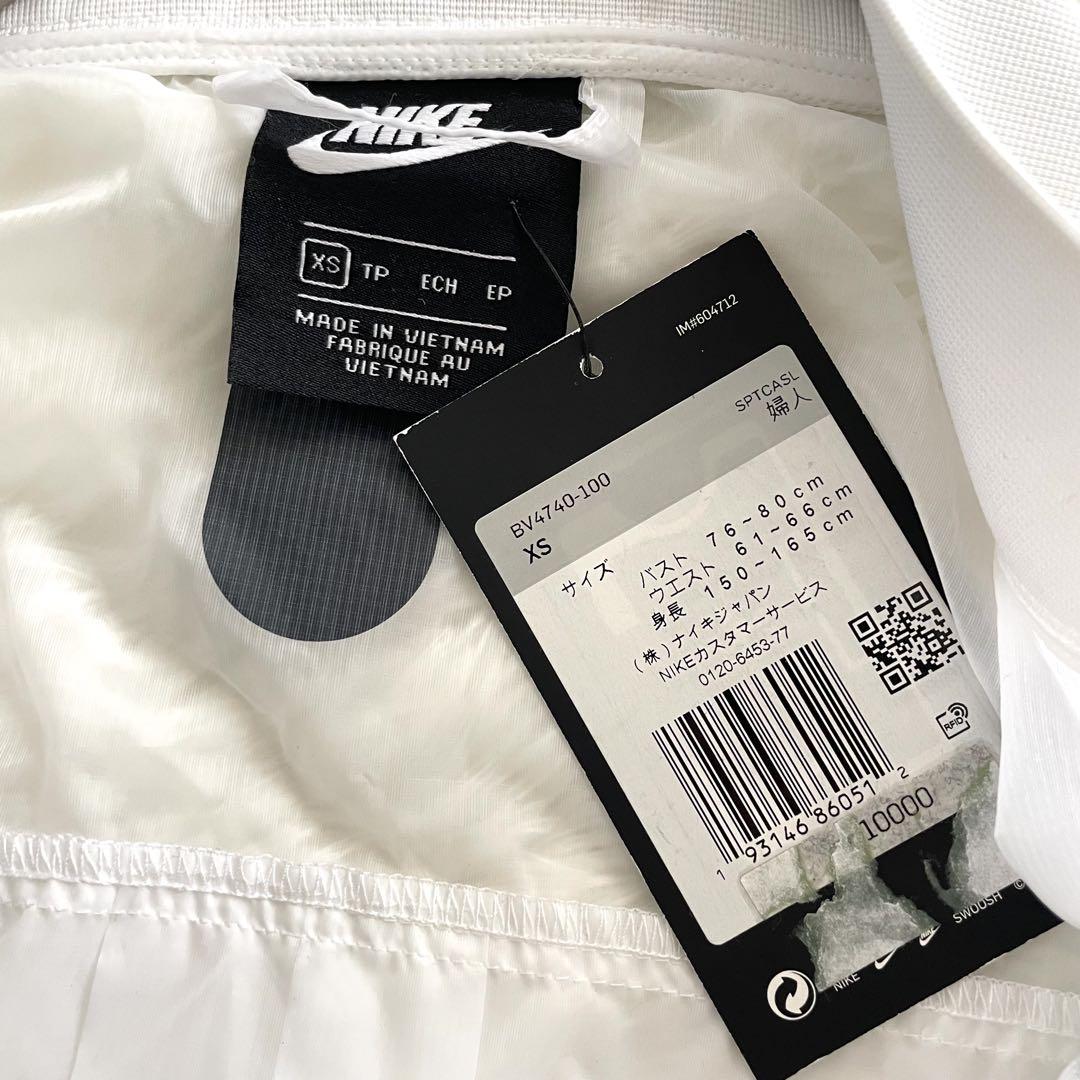 NIKE
XS TP ECH EP
MADE IN VIETNAM
FABRIQUE AU
VIETNAM
IM#604712
SPTCASL
婦人
BV4740-100
XS
サイズ バスト 76~80cm
ウエスト 61~66cm
身長 150~165cm
(株)ナイキジャパン
NIKEカスタマーサービス
0120-6453-77
RFID
1 93146 86051 2
10000
NIKE NIKE SWOOSH ©